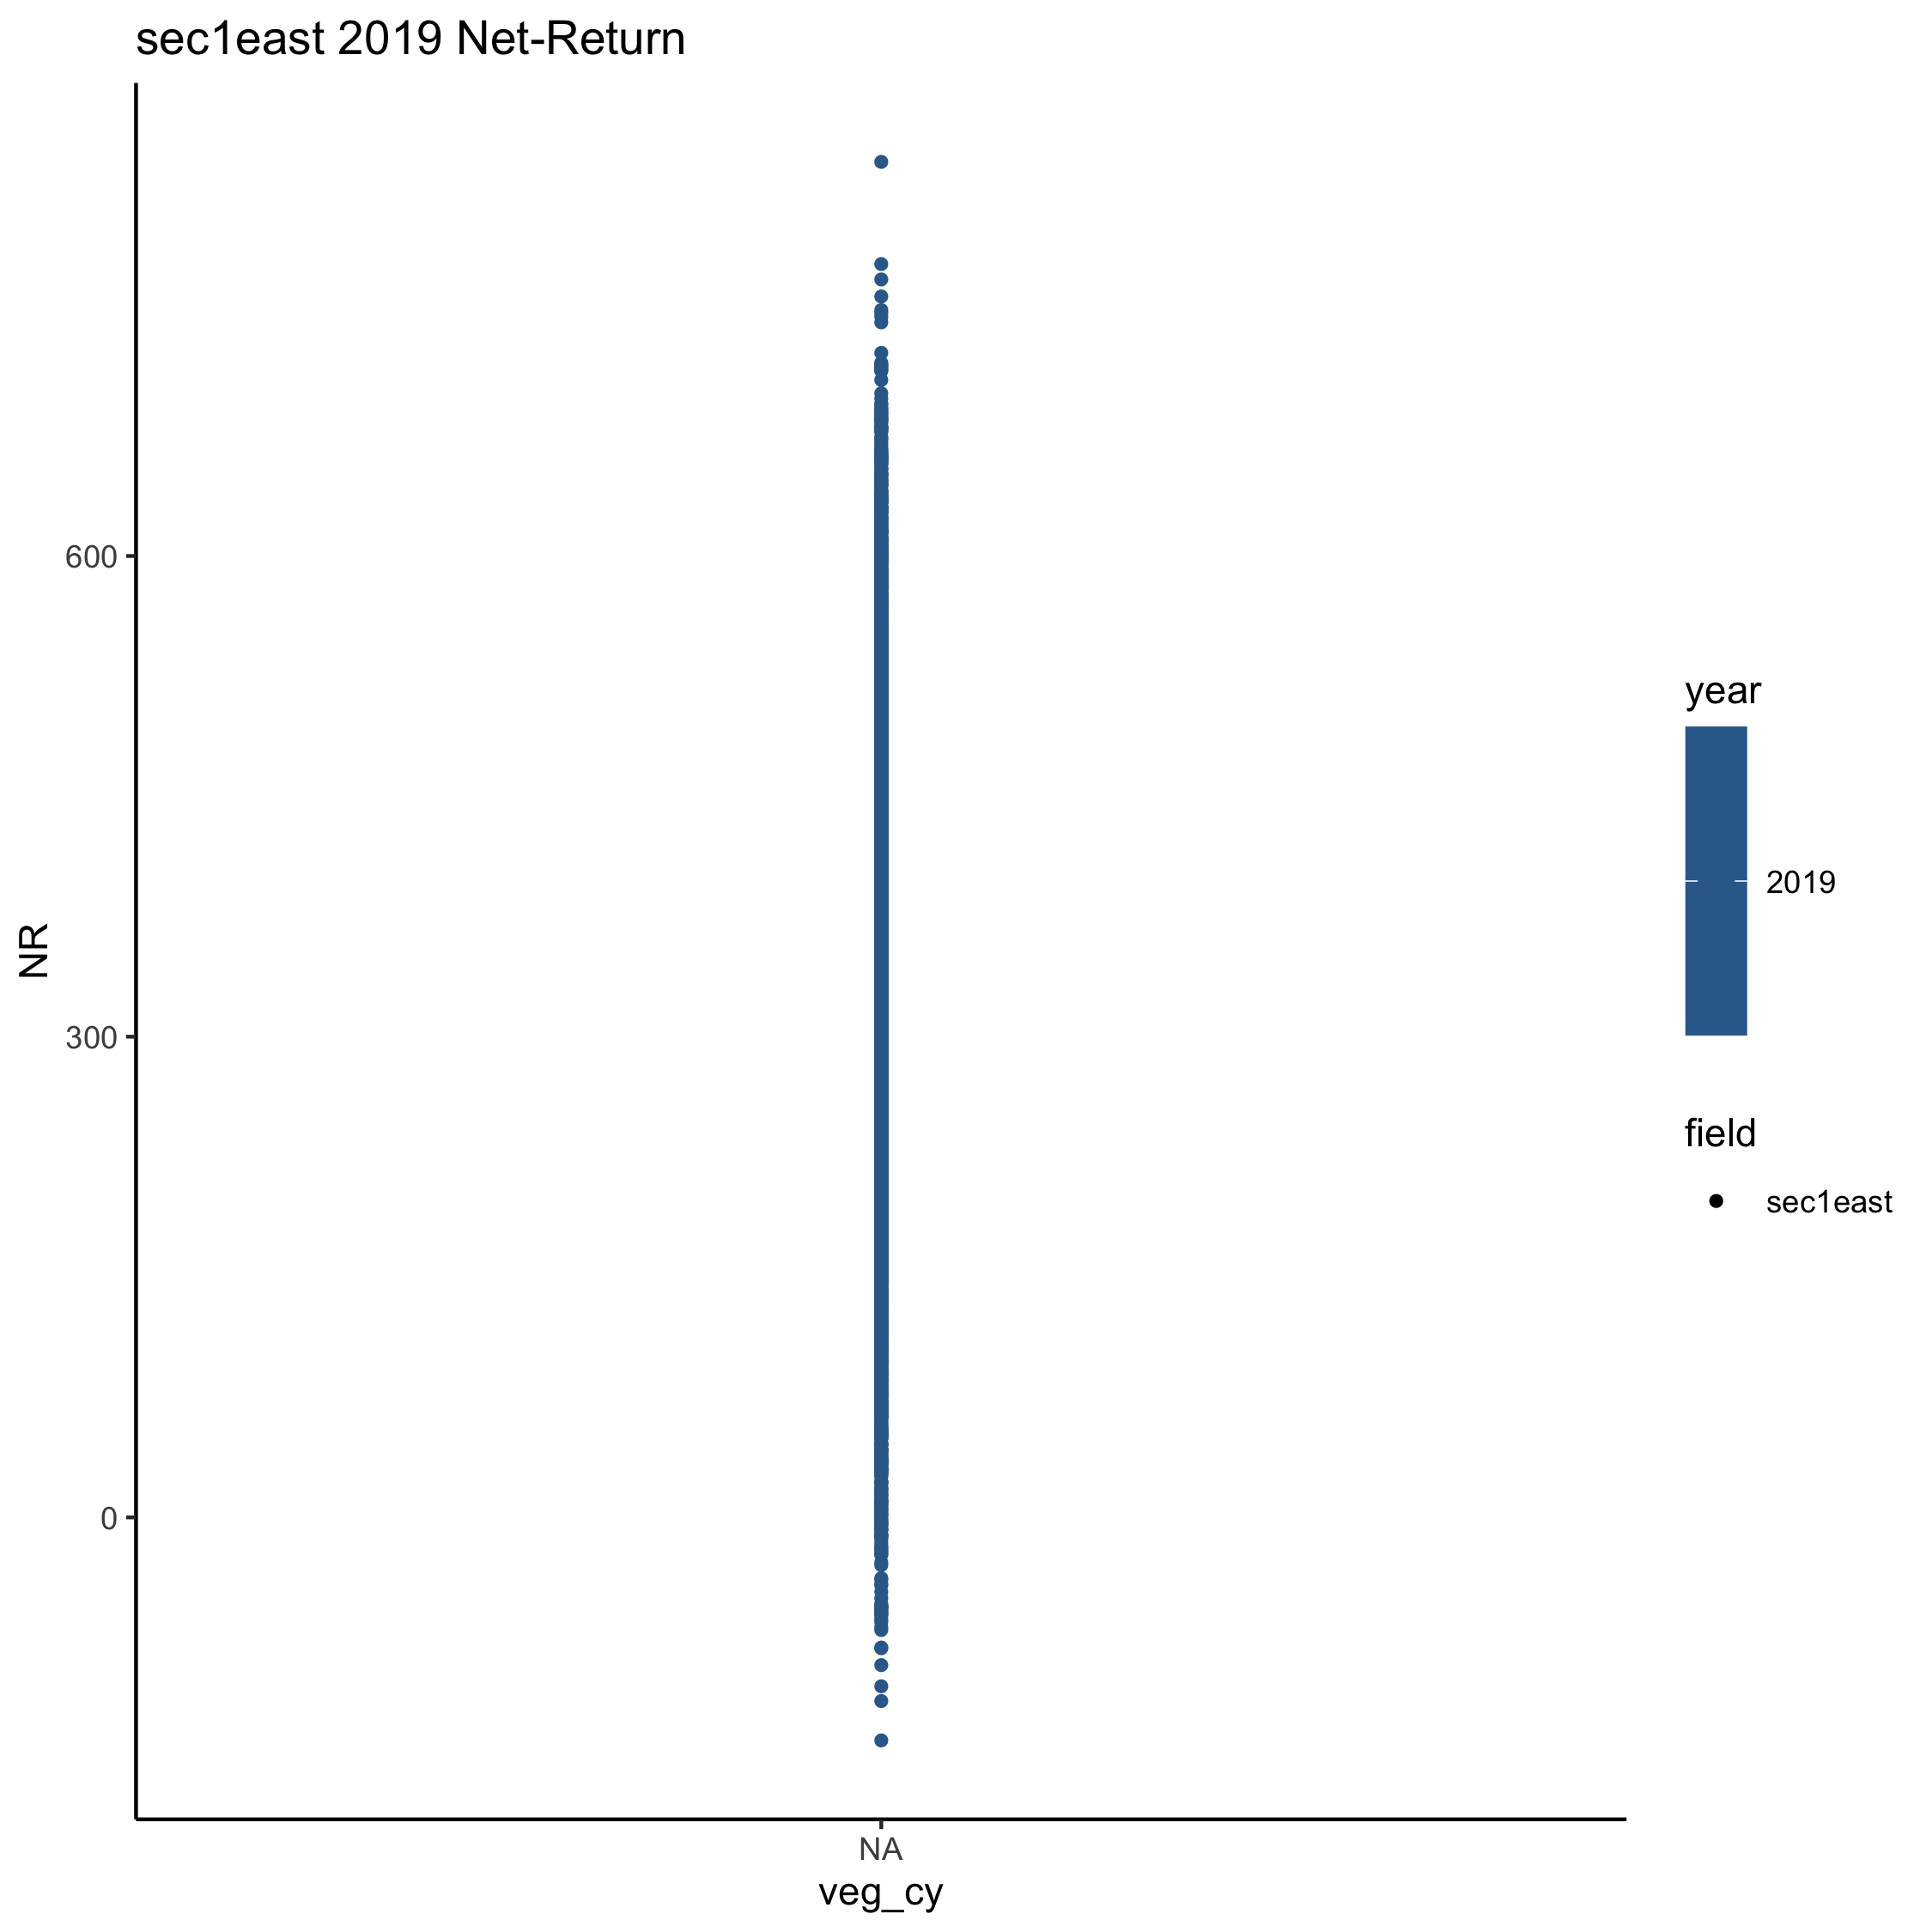 sec1east 2019 Net-Return
NR
600
300
0
NA
veg_cy
year
2019
field
sec1east